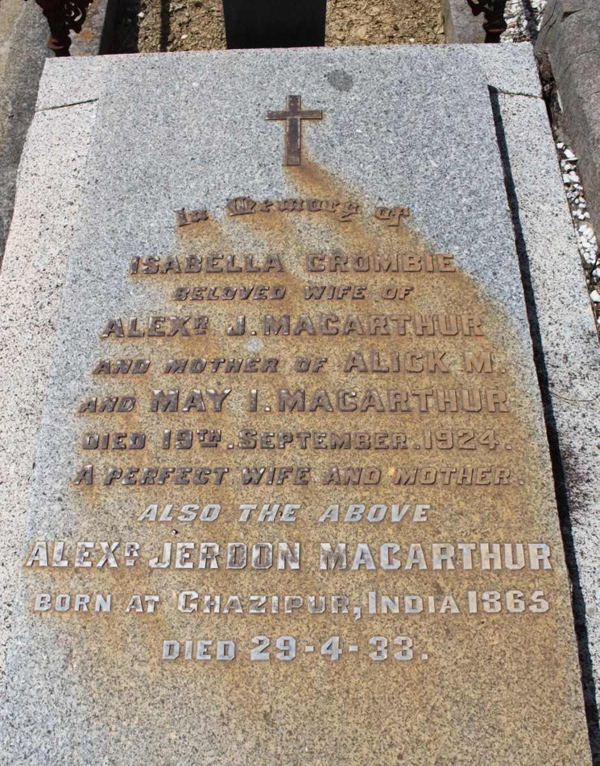 In Memory of
ISABELLA CROMBIE
BELOVED WIFE OF
ALEXR J. MACARTHUR
AND MOTHER OF ALICK M.
AND MAY I. MACARTHUR
DIED 19TH. SEPTEMBER. 1924.
A PERFECT WIFE AND MOTHER.
ALSO THE ABOVE
ALEXR JERDON MACARTHUR
BORN AT GHAZIPUR, INDIA 1865
DIED 29-4-33.